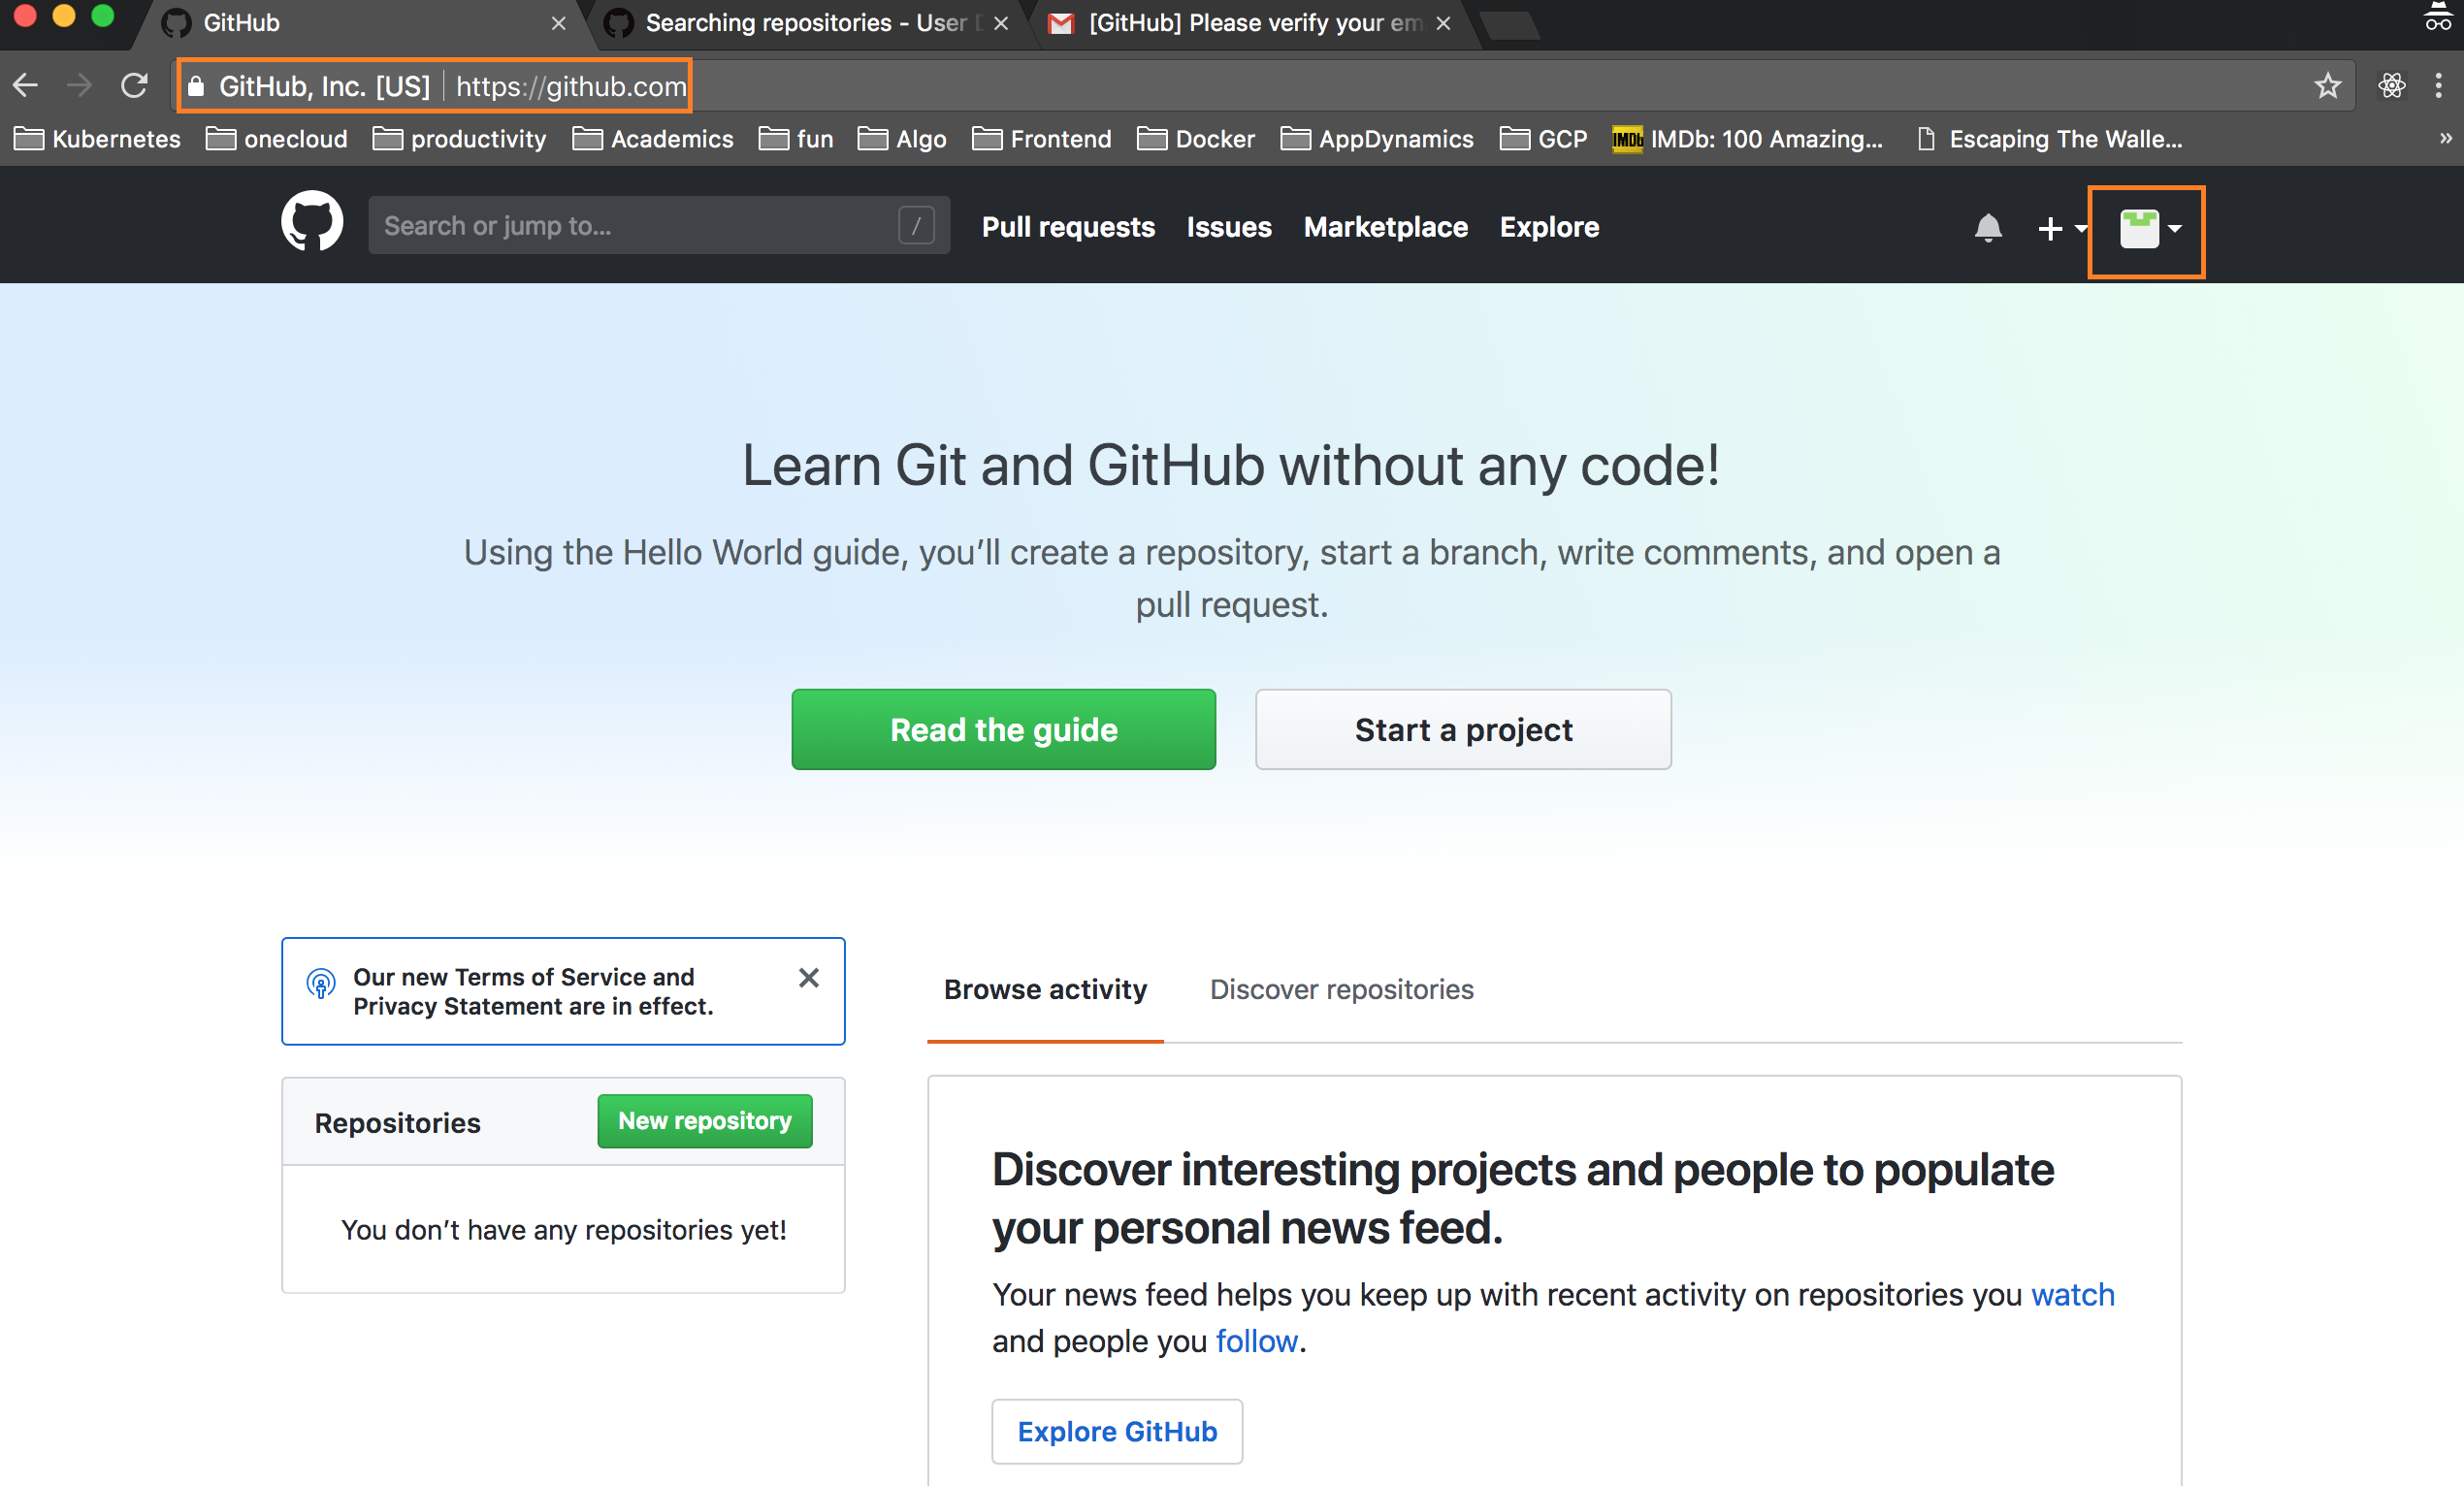 GitHub
Searching repositories - User
[GitHub] Please verify your em
GitHub, Inc. [US] | https://github.com
Kubernetes onecloud productivity Academics fun Algo Frontend Docker AppDynamics GCP IMDb IMDb: 100 Amazing... Escaping The Walle... »
Search or jump to... / Pull requests Issues Marketplace Explore
Learn Git and GitHub without any code!
Using the Hello World guide, you’ll create a repository, start a branch, write comments, and open a
pull request.
Read the guide Start a project
Our new Terms of Service and
Privacy Statement are in effect.
Browse activity Discover repositories
Repositories New repository
You don’t have any repositories yet!
Discover interesting projects and people to populate
your personal news feed.
Your news feed helps you keep up with recent activity on repositories you watch
and people you follow.
Explore GitHub